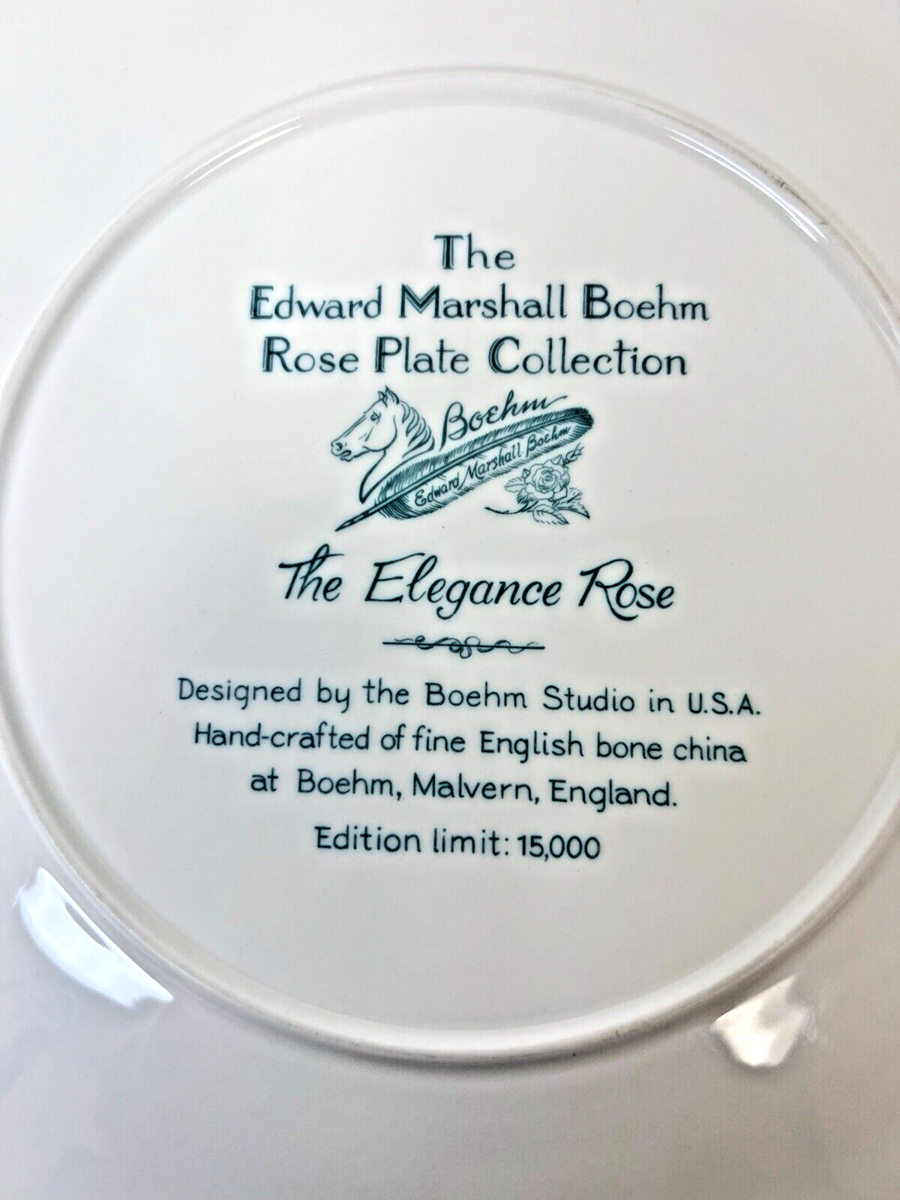 The
Edward Marshall Boehm
Rose Plate Collection
Boehm
Edward Marshall Boehm
The Elegance Rose
Designed by the Boehm Studio in U.S.A.
Hand-crafted of fine English bone china
at Boehm, Malvern, England.
Edition limit: 15,000